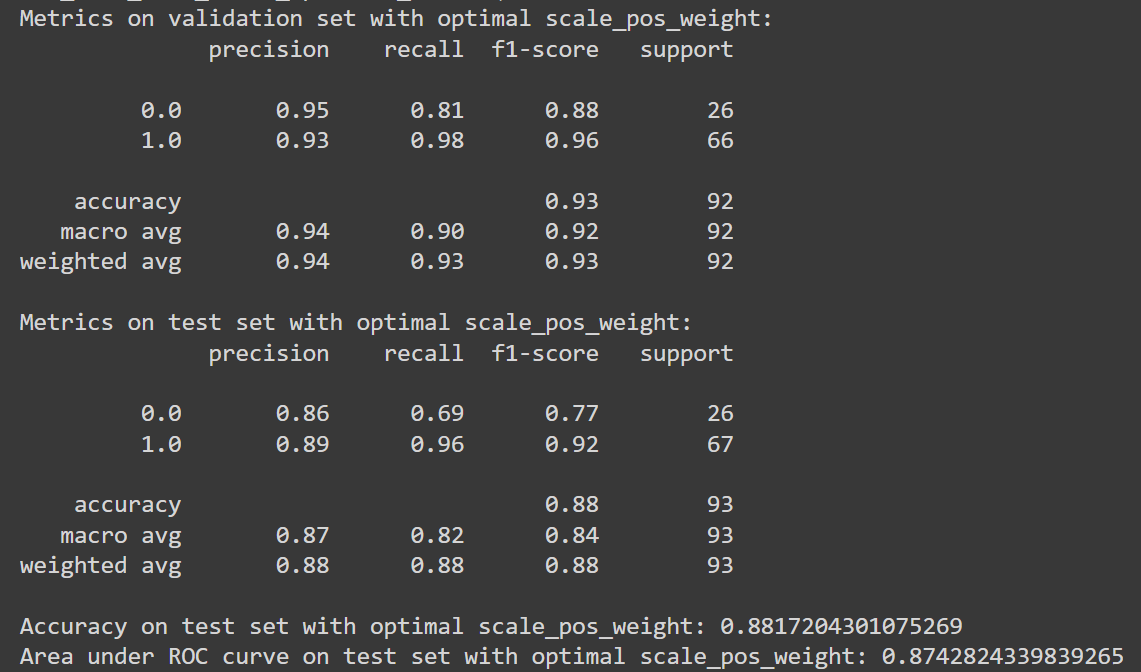 Metrics on validation set with optimal scale_pos_weight:
precision recall f1-score support
0.0 0.95 0.81 0.88 26
1.0 0.93 0.98 0.96 66
accuracy 0.93 92
macro avg 0.94 0.90 0.92 92
weighted avg 0.94 0.93 0.93 92
Metrics on test set with optimal scale_pos_weight:
precision recall f1-score support
0.0 0.86 0.69 0.77 26
1.0 0.89 0.96 0.92 67
accuracy 0.88 93
macro avg 0.87 0.82 0.84 93
weighted avg 0.88 0.88 0.88 93
Accuracy on test set with optimal scale_pos_weight: 0.8817204301075269
Area under ROC curve on test set with optimal scale_pos_weight: 0.8742824339839265